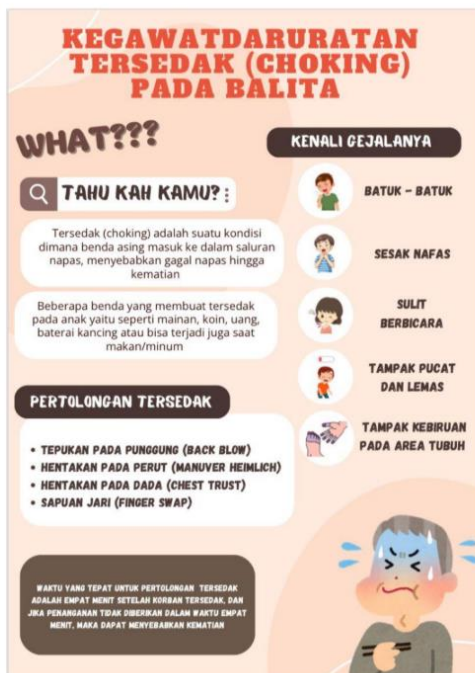 KEGAWATDARURATAN
TERSEDAK (CHOKING)
PADA BALITA
WHAT???
TAHU KAH KAMU?
Tersedak (choking) adalah suatu kondisi
dimana benda asing masuk ke dalam saluran
napas, menyebabkan gagal napas hingga
kematian
Beberapa benda yang membuat tersedak
pada anak yaitu seperti mainan, koin, uang,
baterai kancing atau bisa terjadi juga saat
makan/minum
PERTOLONGAN TERSEDAK
• TEPUKAN PADA PUNGGUNG (BACK BLOW)
• HENTAKAN PADA PERUT (MANUVER HEIMLICH)
• HENTAKAN PADA DADA (CHEST TRUST)
• SAPUAN JARI (FINGER SWAP)
WAKTU YANG TEPAT UNTUK PERTOLONGAN TERSEDAK
ADALAH EMPAT MENIT SETELAH KORBAN TERSEDAK, DAN
JIKA PENANGANAN TIDAK DIBERIKAN DALAM WAKTU EMPAT
MENIT, MAKA DAPAT MENYEBABKAN KEMATIAN
KENALI GEJALANYA
BATUK - BATUK
SESAK NAFAS
SULIT
BERBICARA
TAMPAK PUCAT
DAN LEMAS
TAMPAK KEBIRUAN
PADA AREA TUBUH